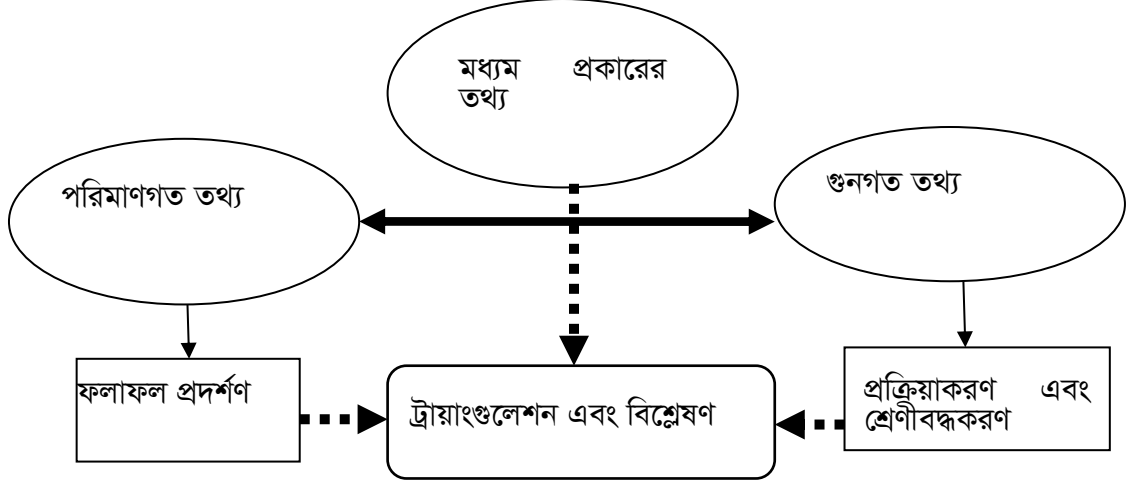 মধ্যম প্রকারের
তথ্য
পরিমাণগত তথ্য
গুনগত তথ্য
ফলাফল প্রদর্শণ
ট্রায়াংগুলেশন এবং বিশ্লেষণ
প্রক্রিয়াকরণ এবং
শ্রেণীবদ্ধকরণ